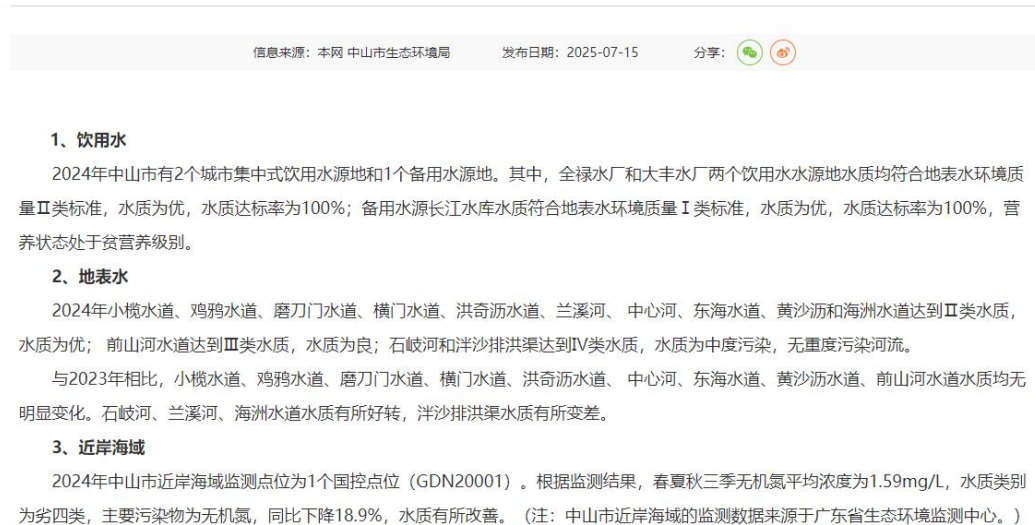 信息来源：本网 中山市生态环境局 发布日期：2025-07-15 分享：
1、饮用水
2024年中山市有2个城市集中式饮用水源地和1个备用水源地。其中，全禄水厂和大丰水厂两个饮用水水源地水质均符合地表水环境质
量Ⅱ类标准，水质为优，水质达标率为100%；备用水源长江水库水质符合地表水环境质量Ⅰ类标准，水质为优，水质达标率为100%，营
养状态处于贫营养级别。
2、地表水
2024年小榄水道、鸡鸦水道、磨刀门水道、横门水道、洪奇沥水道、兰溪河、 中心河、东海水道、黄沙沥和海洲水道达到Ⅱ类水质，
水质为优； 前山河水道达到Ⅲ类水质，水质为良；石岐河和泮沙排洪渠达到Ⅳ类水质，水质为中度污染，无重度污染河流。
与2023年相比，小榄水道、鸡鸦水道、磨刀门水道、横门水道、洪奇沥水道、 中心河、东海水道、黄沙沥水道、前山河水道水质均无
明显变化。石岐河、兰溪河、海洲水道水质有所好转，泮沙排洪渠水质有所变差。
3、近岸海域
2024年中山市近岸海域监测点位为1个国控点位（GDN20001）。根据监测结果，春夏秋三季无机氮平均浓度为1.59mg/L，水质类别
为劣四类，主要污染物为无机氮，同比下降18.9%，水质有所改善。（注：中山市近岸海域的监测数据来源于广东省生态环境监测中心。）